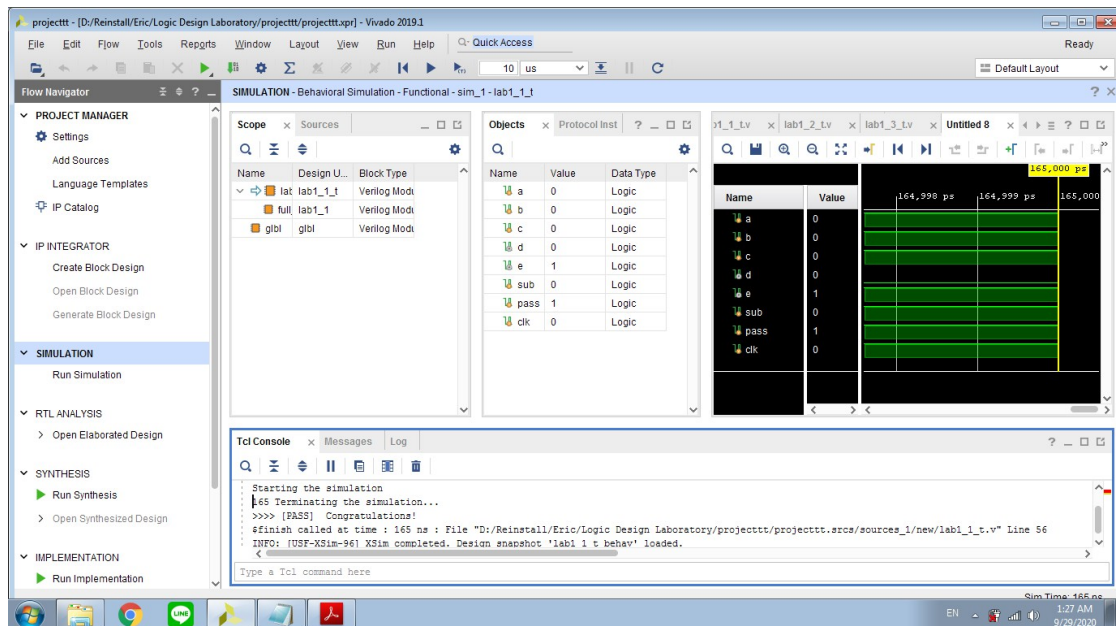 projecttt - [D:/Reinstall/Eric/Logic Design Laboratory/projecttt/projecttt.xpr] - Vivado 2019.1
File Edit Flow Tools Reports Window Layout View Run Help Quick Access Ready
10 us Default Layout
Flow Navigator
SIMULATION - Behavioral Simulation - Functional - sim_1 - lab1_1_t
PROJECT MANAGER
Settings
Add Sources
Language Templates
IP Catalog
IP INTEGRATOR
Create Block Design
Open Block Design
Generate Block Design
SIMULATION
Run Simulation
RTL ANALYSIS
Open Elaborated Design
SYNTHESIS
Run Synthesis
Open Synthesized Design
IMPLEMENTATION
Run Implementation
Scope Sources
Name Design U... Block Type
lab lab1_1_t Verilog Modu
full_ lab1_1 Verilog Modu
glbl glbl Verilog Modu
Objects Protocol Inst
Name Value Data Type
a 0 Logic
b 0 Logic
c 0 Logic
d 0 Logic
e 1 Logic
sub 0 Logic
pass 1 Logic
clk 0 Logic
1_1_t.v lab1_2_t.v lab1_3_t.v Untitled 8
165,000 ps
Name Value 164,998 ps 164,999 ps 165,000
a 0
b 0
c 0
d 0
e 1
sub 0
pass 1
clk 0
Tcl Console Messages Log
Starting the simulation
165 Terminating the simulation...
>>>> [PASS] Congratulations!
$finish called at time : 165 ns : File "D:/Reinstall/Eric/Logic Design Laboratory/projecttt/projecttt.srcs/sources_1/new/lab1_1_t.v" Line 56
INFO: [USF-XSim-96] XSim completed. Design snapshot 'lab1_1_t_behav' loaded.
Type a Tcl command here
Sim Time: 165 ns
LINE
EN 1:27 AM
9/29/2020